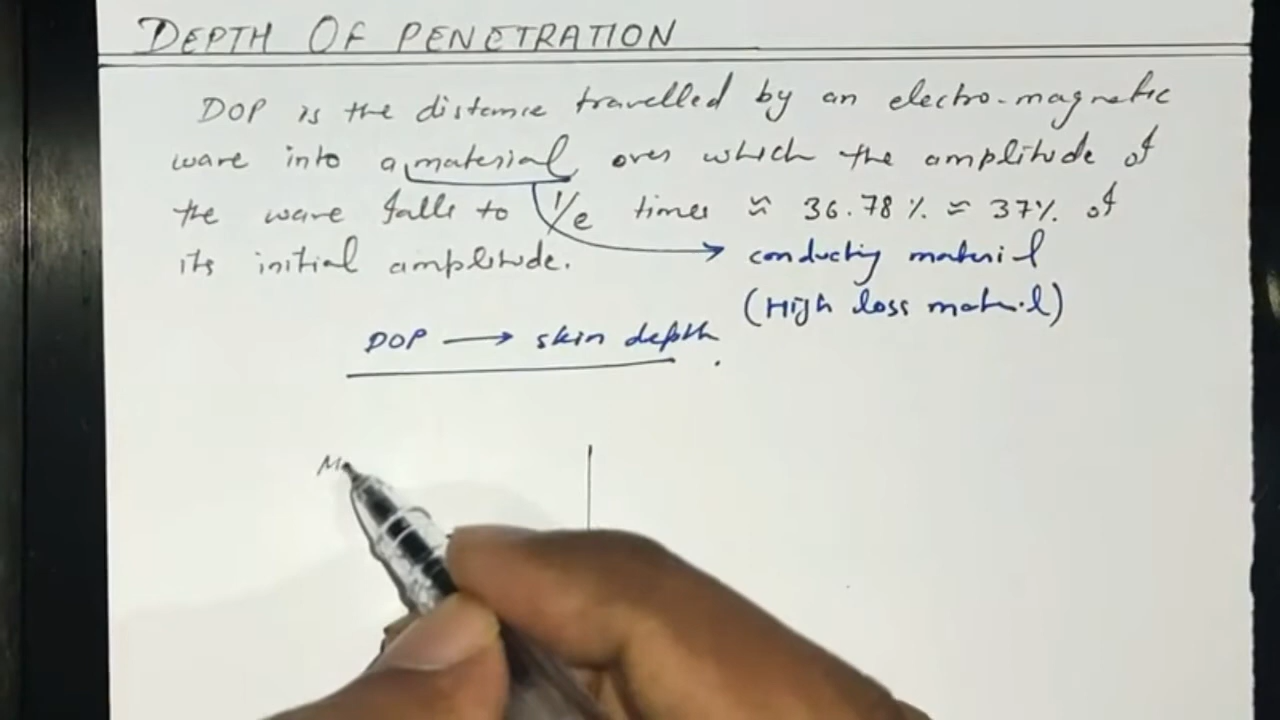 DEPTH OF PENETRATION
DOP is the distance travelled by an electro-magnetic
wave into a material over which the amplitude of
the wave falls to 1/e times ≈ 36.78 % ≈ 37% of
its initial amplitude.
conducting material
(High loss material)
DOP → skin depth.